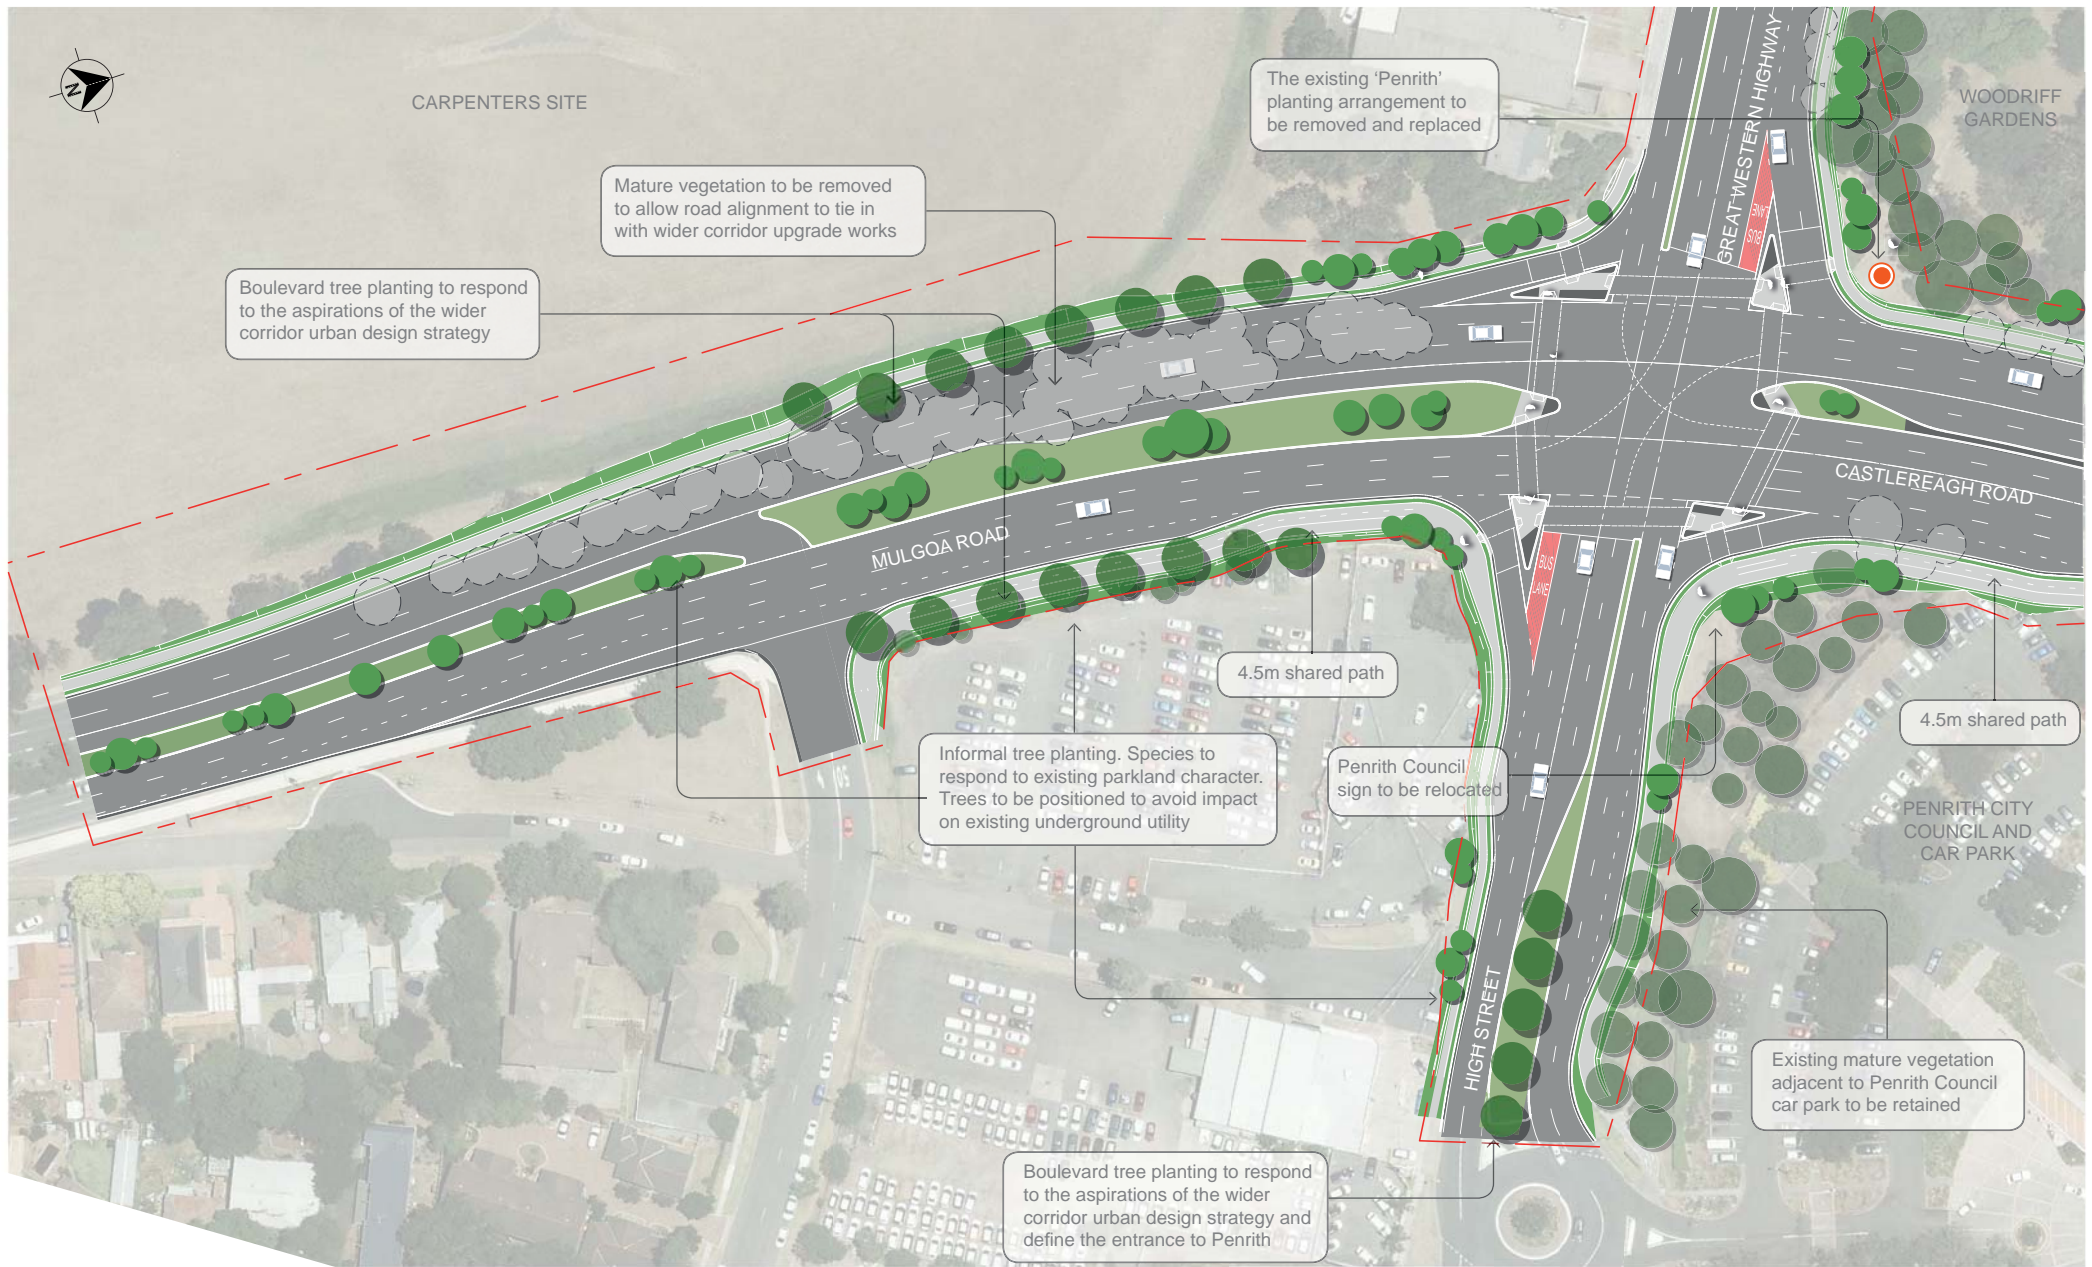 N
CARPENTERS SITE
The existing ‘Penrith’
planting arrangement to
be removed and replaced
GREAT WESTERN HIGHWAY
WOODRIFF
GARDENS
Mature vegetation to be removed
to allow road alignment to tie in
with wider corridor upgrade works
BUS
LANE
Boulevard tree planting to respond
to the aspirations of the wider
corridor urban design strategy
CASTLEREAGH ROAD
MULGOA ROAD
BUS
LANE
4.5m shared path
4.5m shared path
Informal tree planting. Species to
respond to existing parkland character.
Trees to be positioned to avoid impact
on existing underground utility
Penrith Council
sign to be relocated
PENRITH CITY
COUNCIL AND
CAR PARK
HIGH STREET
Existing mature vegetation
adjacent to Penrith Council
car park to be retained
Boulevard tree planting to respond
to the aspirations of the wider
corridor urban design strategy and
define the entrance to Penrith